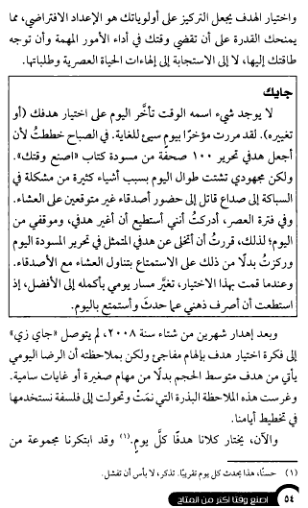 واختيار الهدف يجعل التركيز على أولوياتك هو الإعداد الافتراضي، مما
يمنحك القدرة على أن تقضي وقتك في أداء الأمور المهمة وأن توجه
طاقتك إليها، لا إلى الاستجابة إلى إلهاءات الحياة العصرية وطلباتها.
جايك
لا يوجد شيء اسمه الوقت تأخَّر اليوم على اختيار هدفك (أو
تغييره). لقد مررت مؤخرًا بيوم سيئ للغاية. في الصباح خططتُ لأن
أجعل هدفي تحرير ١٠٠ صفحة من مسودة كتاب «اصنع وقتك».
ولكن مجهودي تشتت طوال اليوم بسبب أشياء كثيرة من مشكلة في
السباكة إلى صداع قاتل إلى حضور أصدقاء غير متوقعين على العشاء.
وفي فترة العصر، أدركتُ أنني أستطيع أن أغير هدفي، وموقفي من
اليوم؛ لذلك، قررتُ أن أتخلى عن هدفي المتمثل في تحرير المسودة اليوم
وركزتُ بدلًا من ذلك على الاستمتاع بتناول العشاء مع الأصدقاء.
وعندما قمت بهذا الاختيار، تغيَّر مسار يومي بأكمله إلى الأفضل، إذ
استطعت أن أصرف ذهني عما حدث وأستمتع باليوم.
وبعد إهدار شهرين من شتاء سنة ٢٠٠٨، لم يتوصل «جاي زي»
إلى فكرة اختيار هدف بإلهام مفاجئ ولكن بملاحظته أن الرضا اليومي
يأتي من هدف متوسط الحجم بدلًا من مهام صغيرة أو غايات سامية.
وغرست هذه الملاحظة البذرة التي نمَتْ وتحولت إلى فلسفة نستخدمها
في تخطيط أيامنا.
والآن، يختار كلانا هدفًا كلَّ يوم.(١) وقد ابتكرنا مجموعة من
(١) حسنًا، هذا يحدث كل يوم تقريبًا. تذكر، لا بأس أن تفشل.
٥٤ اصنع وقتًا أكثر من المتاح